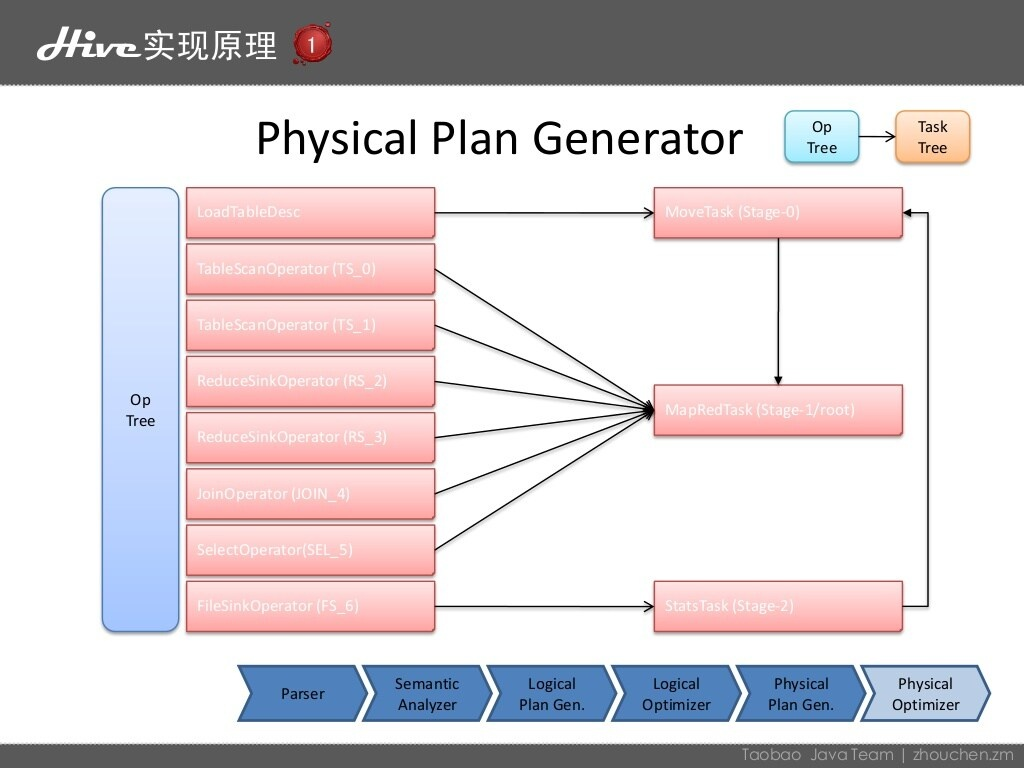 Hive实现原理 1
Physical Plan Generator
Op
Tree
Task
Tree
Op
Tree
LoadTableDesc
TableScanOperator (TS_0)
TableScanOperator (TS_1)
ReduceSinkOperator (RS_2)
ReduceSinkOperator (RS_3)
JoinOperator (JOIN_4)
SelectOperator(SEL_5)
FileSinkOperator (FS_6)
MoveTask (Stage-0)
MapRedTask (Stage-1/root)
StatsTask (Stage-2)
Parser
Semantic
Analyzer
Logical
Plan Gen.
Logical
Optimizer
Physical
Plan Gen.
Physical
Optimizer
Taobao Java Team | zhouchen.zm